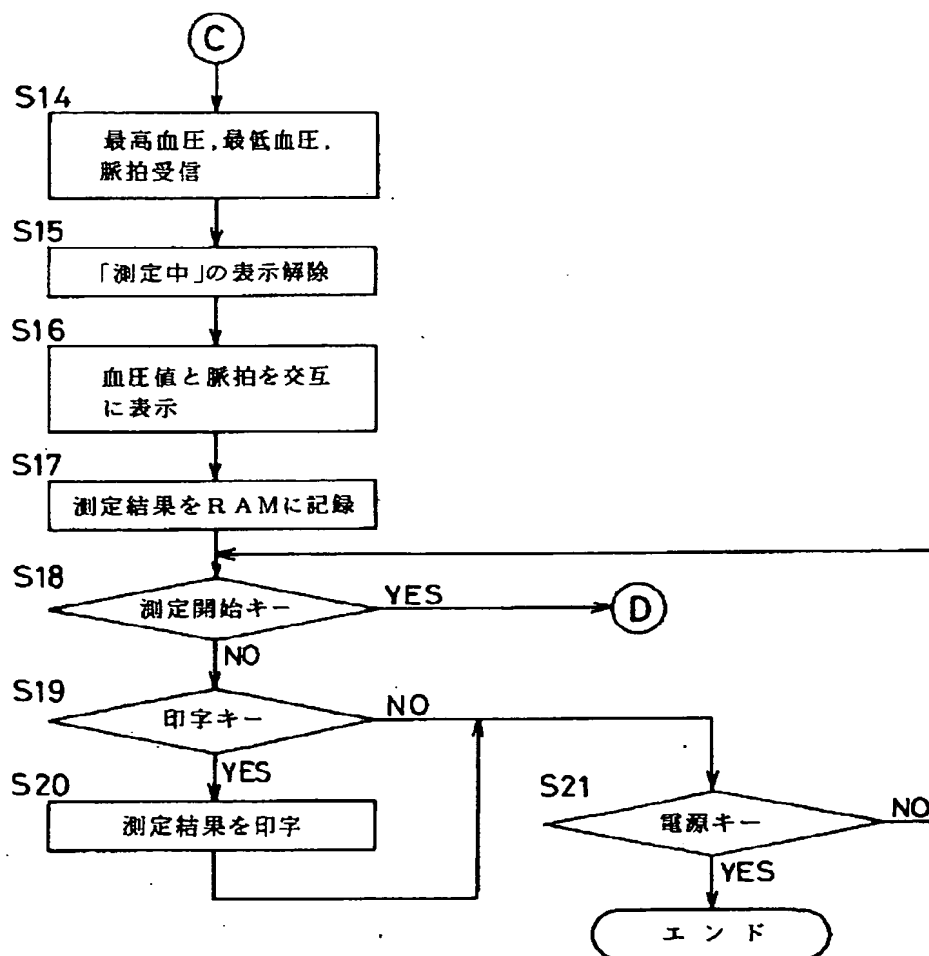 C
S14
最高血圧,最低血圧,
脈拍受信
S15
「測定中」の表示解除
S16
血圧値と脈拍を交互
に表示
S17
測定結果をRAMに記録
S18
測定開始キー
YES
D
NO
S19
印字キー
NO
YES
S20
測定結果を印字
S21
電源キー
NO
YES
エンド